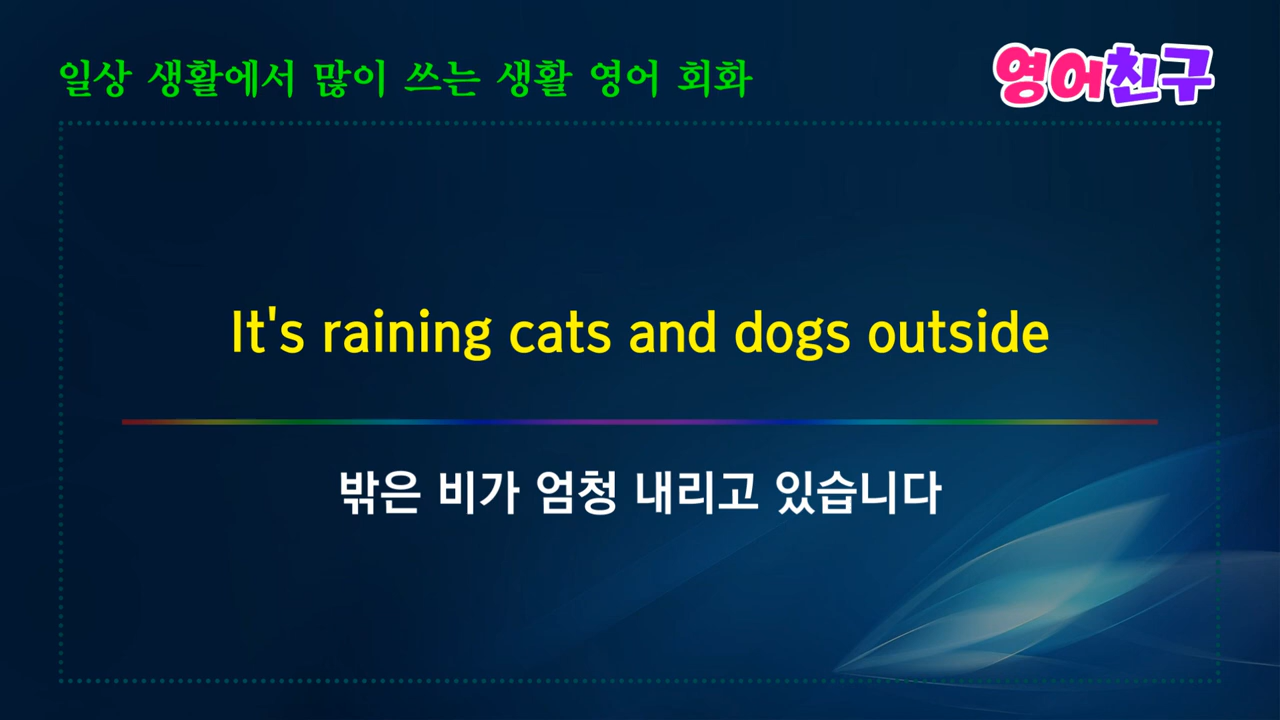 일상 생활에서 많이 쓰는 생활 영어 회화
영어친구
It's raining cats and dogs outside
밖은 비가 엄청 내리고 있습니다